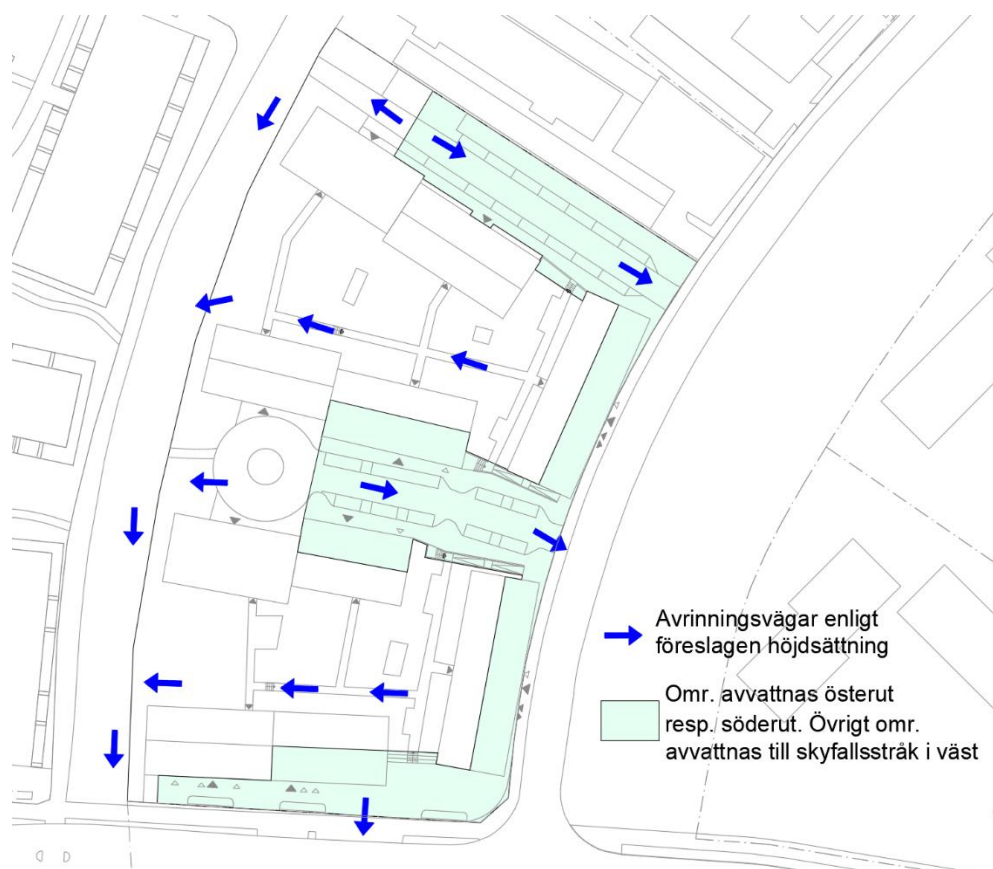 Avrinningsvägar enligt
föreslagen höjdsättning
Omr. avvattnas österut
resp. söderut. Övrigt omr.
avvattnas till skyfallsstråk i väst